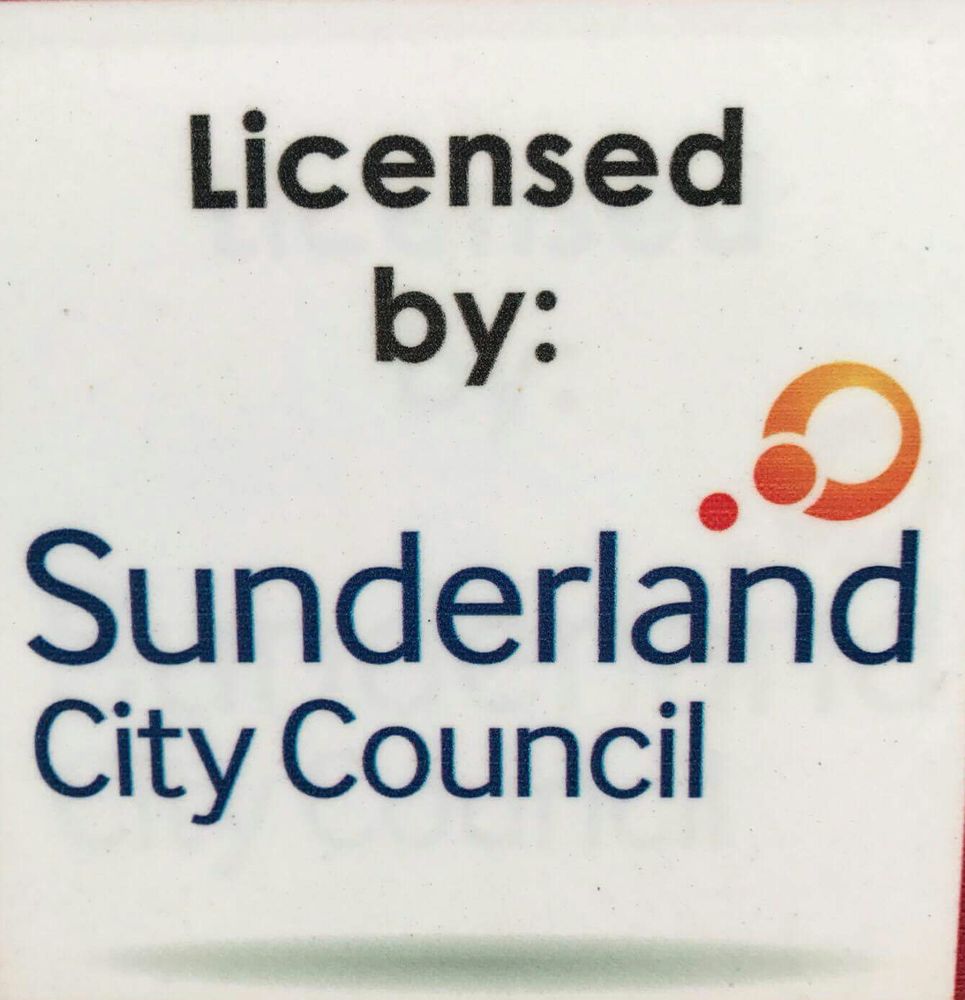 Licensed
by:
Sunderland
City Council